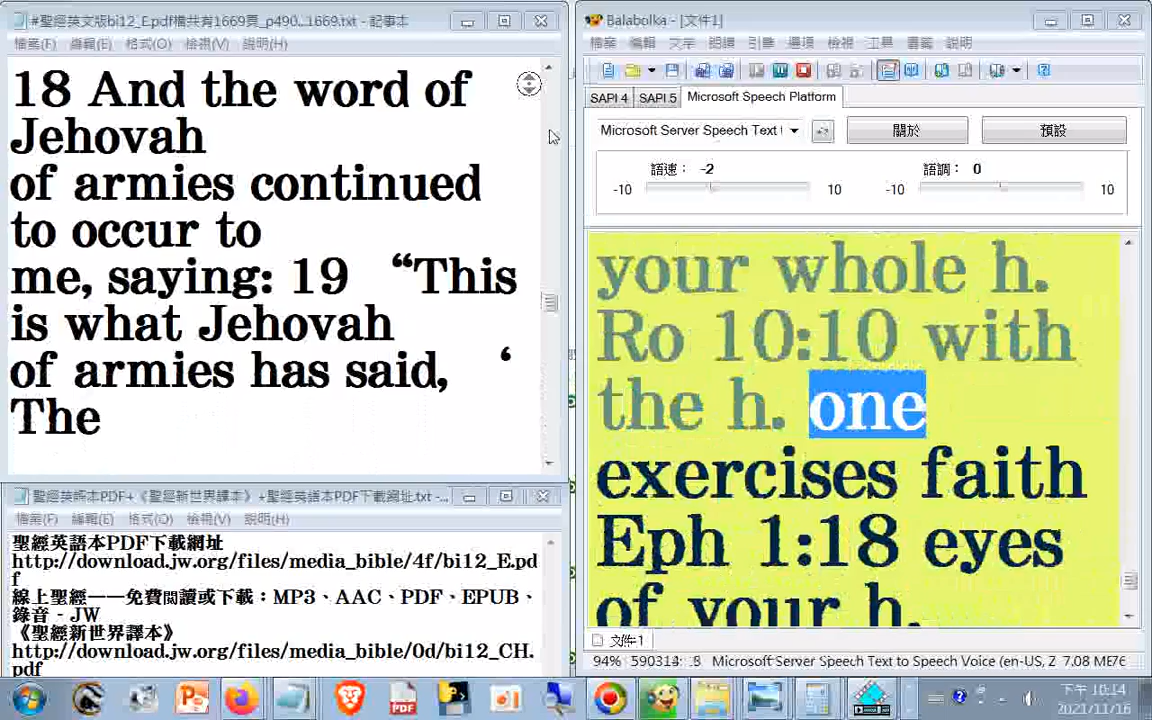 #聖經英文版bi12_E.pdf檔共有1669頁_p490...1669.txt - 記事本
檔案(F) 編輯(E) 格式(O) 檢視(V) 說明(H)
18 And the word of
Jehovah
of armies continued
to occur to
me, saying: 19 “This
is what Jehovah
of armies has said, ‘
The
聖經英語本PDF+《聖經新世界譯本》+聖經英語本PDF下載網址.txt -...
檔案(F) 編輯(E) 格式(O) 檢視(V) 說明(H)
聖經英語本PDF下載網址
http://download.jw.org/files/media_bible/4f/bi12_E.pd
f
線上聖經——免費閱讀或下載：MP3、AAC、PDF、EPUB、
錄音 - JW
《聖經新世界譯本》
http://download.jw.org/files/media_bible/0d/bi12_CH.
pdf
Balabolka - [文件1]
檔案 編輯 文字 朗讀 引擎 選項 檢視 工具 書籤 說明
SAPI 4 SAPI 5 Microsoft Speech Platform
Microsoft Server Speech Text
關於 預設
語速： -2 語調： 0
-10 10 -10 10
your whole h.
Ro 10:10 with
the h. one
exercises faith
Eph 1:18 eyes
of your h.
文件1
94% Microsoft Server Speech Text to Speech Voice (en-US, Z 7.08 ME
PDF
下午 10:14
2021/11/16